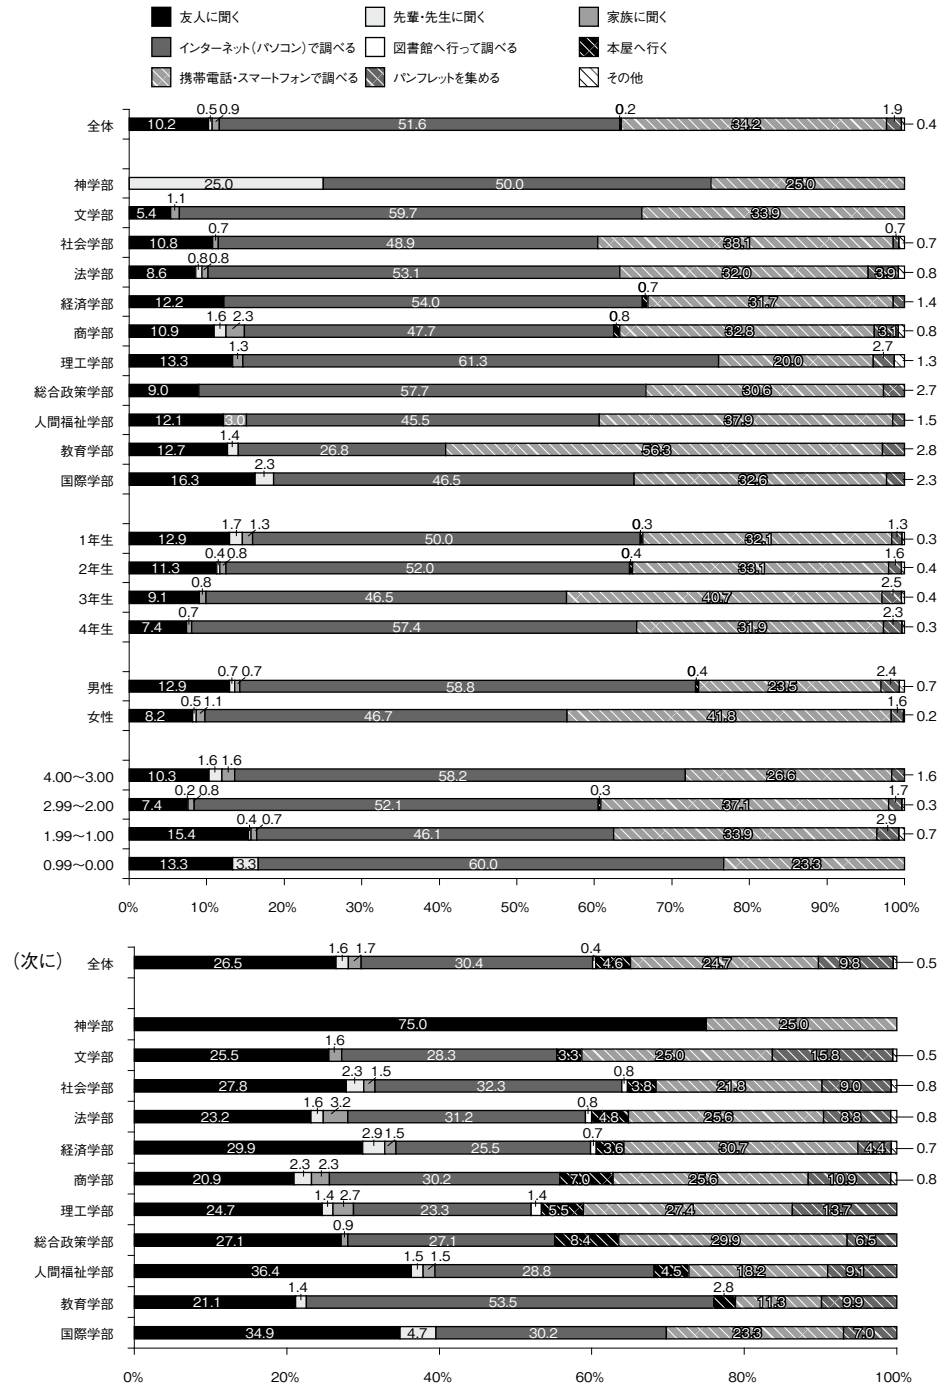 友人に聞く 先輩・先生に聞く 家族に聞く
インターネット(パソコン)で調べる 図書館へ行って調べる 本屋へ行く
携帯電話・スマートフォンで調べる パンフレットを集める その他
0.5 0.9 0.2 1.9
全体 10.2 51.6 34.2 0.4
神学部 25.0 50.0 25.0
1.1
文学部 5.4 59.7 33.9
0.7 0.7
社会学部 10.8 48.9 38.1 0.7
0.8 0.8
法学部 8.6 53.1 32.0 3.9 0.8
0.7
経済学部 12.2 54.0 31.7 1.4
1.6 2.3 0.8
商学部 10.9 47.7 32.8 3.1 0.8
1.3 2.7
理工学部 13.3 61.3 20.0 1.3
総合政策学部 9.0 57.7 30.6 2.7
人間福祉学部 12.1 3.0 45.5 37.9 1.5
1.4
教育学部 12.7 26.8 56.3 2.8
2.3
国際学部 16.3 46.5 32.6 2.3
1.7 1.3 0.3 1.3
1年生 12.9 50.0 32.1 0.3
0.4 0.8 0.4 1.6
2年生 11.3 52.0 33.1 0.4
0.8 2.5
3年生 9.1 46.5 40.7 0.4
0.7 2.3
4年生 7.4 57.4 31.9 0.3
0.7 0.7 0.4 2.4
男性 12.9 58.8 23.5 0.7
0.5 1.1 1.6
女性 8.2 46.7 41.8 0.2
1.6 1.6
4.00〜3.00 10.3 58.2 26.6 1.6
0.2 0.8 0.3 1.7
2.99〜2.00 7.4 52.1 37.1 0.3
0.4 0.7 2.9
1.99〜1.00 15.4 46.1 33.9 0.7
0.99〜0.00 13.3 3.3 60.0 23.3
0% 10% 20% 30% 40% 50% 60% 70% 80% 90% 100%
1.6 1.7 0.4
(次に) 全体 26.5 30.4 4.6 24.7 9.8 0.5
神学部 75.0 25.0
1.6
文学部 25.5 28.3 3.3 25.0 15.8 0.5
2.3 1.5 0.8
社会学部 27.8 32.3 3.8 21.8 9.0 0.8
1.6 3.2 0.8
法学部 23.2 31.2 4.8 25.6 8.8 0.8
2.9 1.5 0.7
経済学部 29.9 25.5 3.6 30.7 4.4 0.7
2.3 2.3
商学部 20.9 30.2 7.0 25.6 10.9 0.8
1.4 2.7 1.4
理工学部 24.7 23.3 5.5 27.4 13.7
0.9
総合政策学部 27.1 27.1 8.4 29.9 6.5
1.5 1.5
人間福祉学部 36.4 28.8 4.5 18.2 9.1
1.4 2.8
教育学部 21.1 53.5 11.3 9.9
国際学部 34.9 4.7 30.2 23.3 7.0
0% 20% 40% 60% 80% 100%